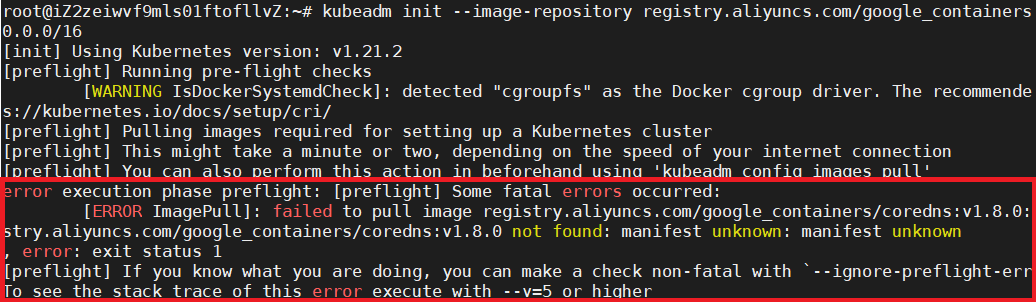 root@iZ2zeiwvf9mls01ftofllvZ:~# kubeadm init --image-repository registry.aliyuncs.com/google_containers
0.0.0/16
[init] Using Kubernetes version: v1.21.2
[preflight] Running pre-flight checks
[WARNING IsDockerSystemdCheck]: detected "cgroupfs" as the Docker cgroup driver. The recommende
s://kubernetes.io/docs/setup/cri/
[preflight] Pulling images required for setting up a Kubernetes cluster
[preflight] This might take a minute or two, depending on the speed of your internet connection
[preflight] You can also perform this action in beforehand using 'kubeadm config images pull'
error execution phase preflight: [preflight] Some fatal errors occurred:
[ERROR ImagePull]: failed to pull image registry.aliyuncs.com/google_containers/coredns:v1.8.0:
stry.aliyuncs.com/google_containers/coredns:v1.8.0 not found: manifest unknown: manifest unknown
, error: exit status 1
[preflight] If you know what you are doing, you can make a check non-fatal with `--ignore-preflight-err
To see the stack trace of this error execute with --v=5 or higher